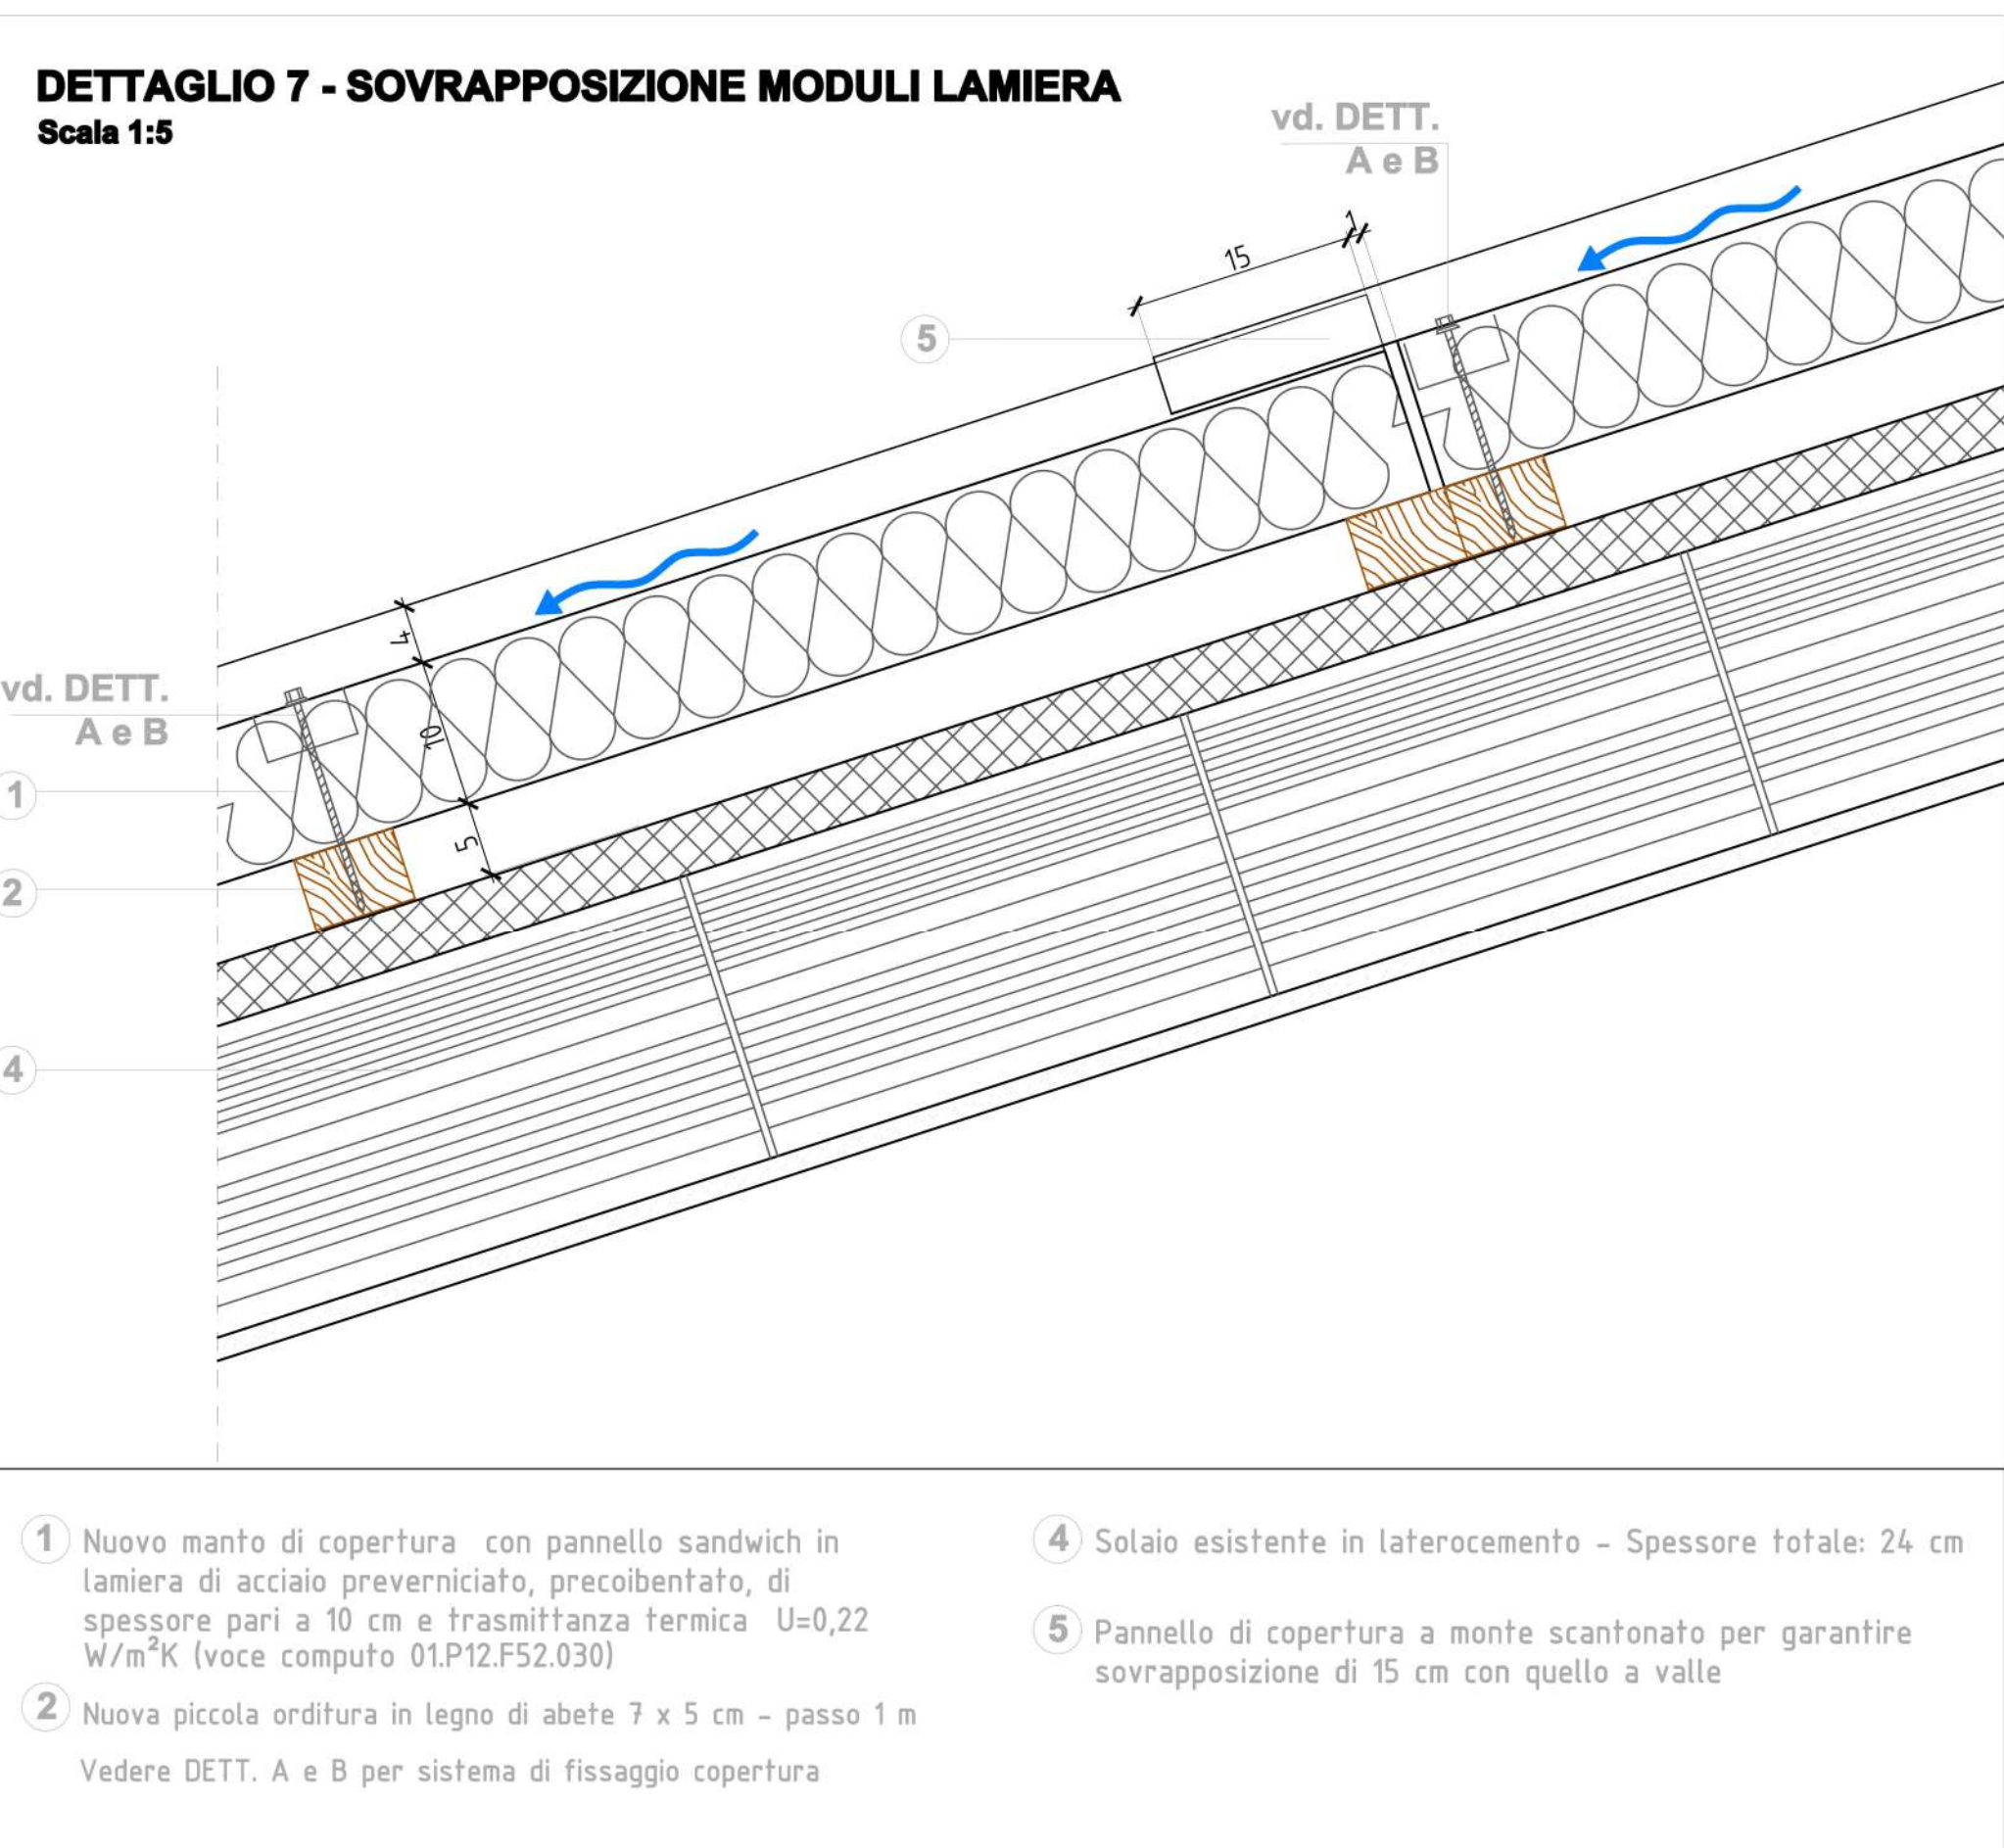 DETTAGLIO 7 - SOVRAPPOSIZIONE MODULI LAMIERA
Scala 1:5
vd. DETT.
A e B
1
15
5
4
10
5
vd. DETT.
A e B
1
2
4
1 Nuovo manto di copertura con pannello sandwich in
lamiera di acciaio preverniciato, precoibentato, di
spessore pari a 10 cm e trasmittanza termica U=0,22
W/m²K (voce computo 01.P12.F52.030)
2 Nuova piccola orditura in legno di abete 7 x 5 cm - passo 1 m
Vedere DETT. A e B per sistema di fissaggio copertura
4 Solaio esistente in laterocemento - Spessore totale: 24 cm
5 Pannello di copertura a monte scantonato per garantire
sovrapposizione di 15 cm con quello a valle